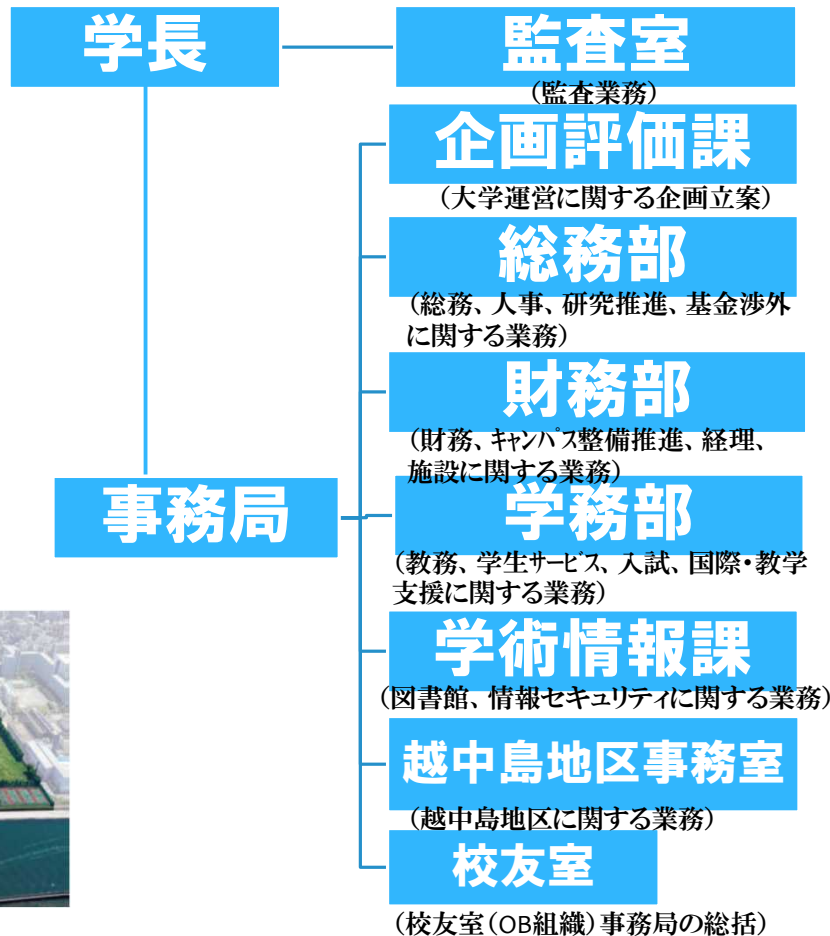 学長
監査室
（監査業務）
企画評価課
（大学運営に関する企画立案）
総務部
（総務、人事、研究推進、基金渉外
に関する業務）
財務部
（財務、キャンパス整備推進、経理、
施設に関する業務）
事務局
学務部
（教務、学生サービス、入試、国際・教学
支援に関する業務）
学術情報課
（図書館、情報セキュリティに関する業務）
越中島地区事務室
（越中島地区に関する業務）
校友室
（校友室（OB組織）事務局の総括）